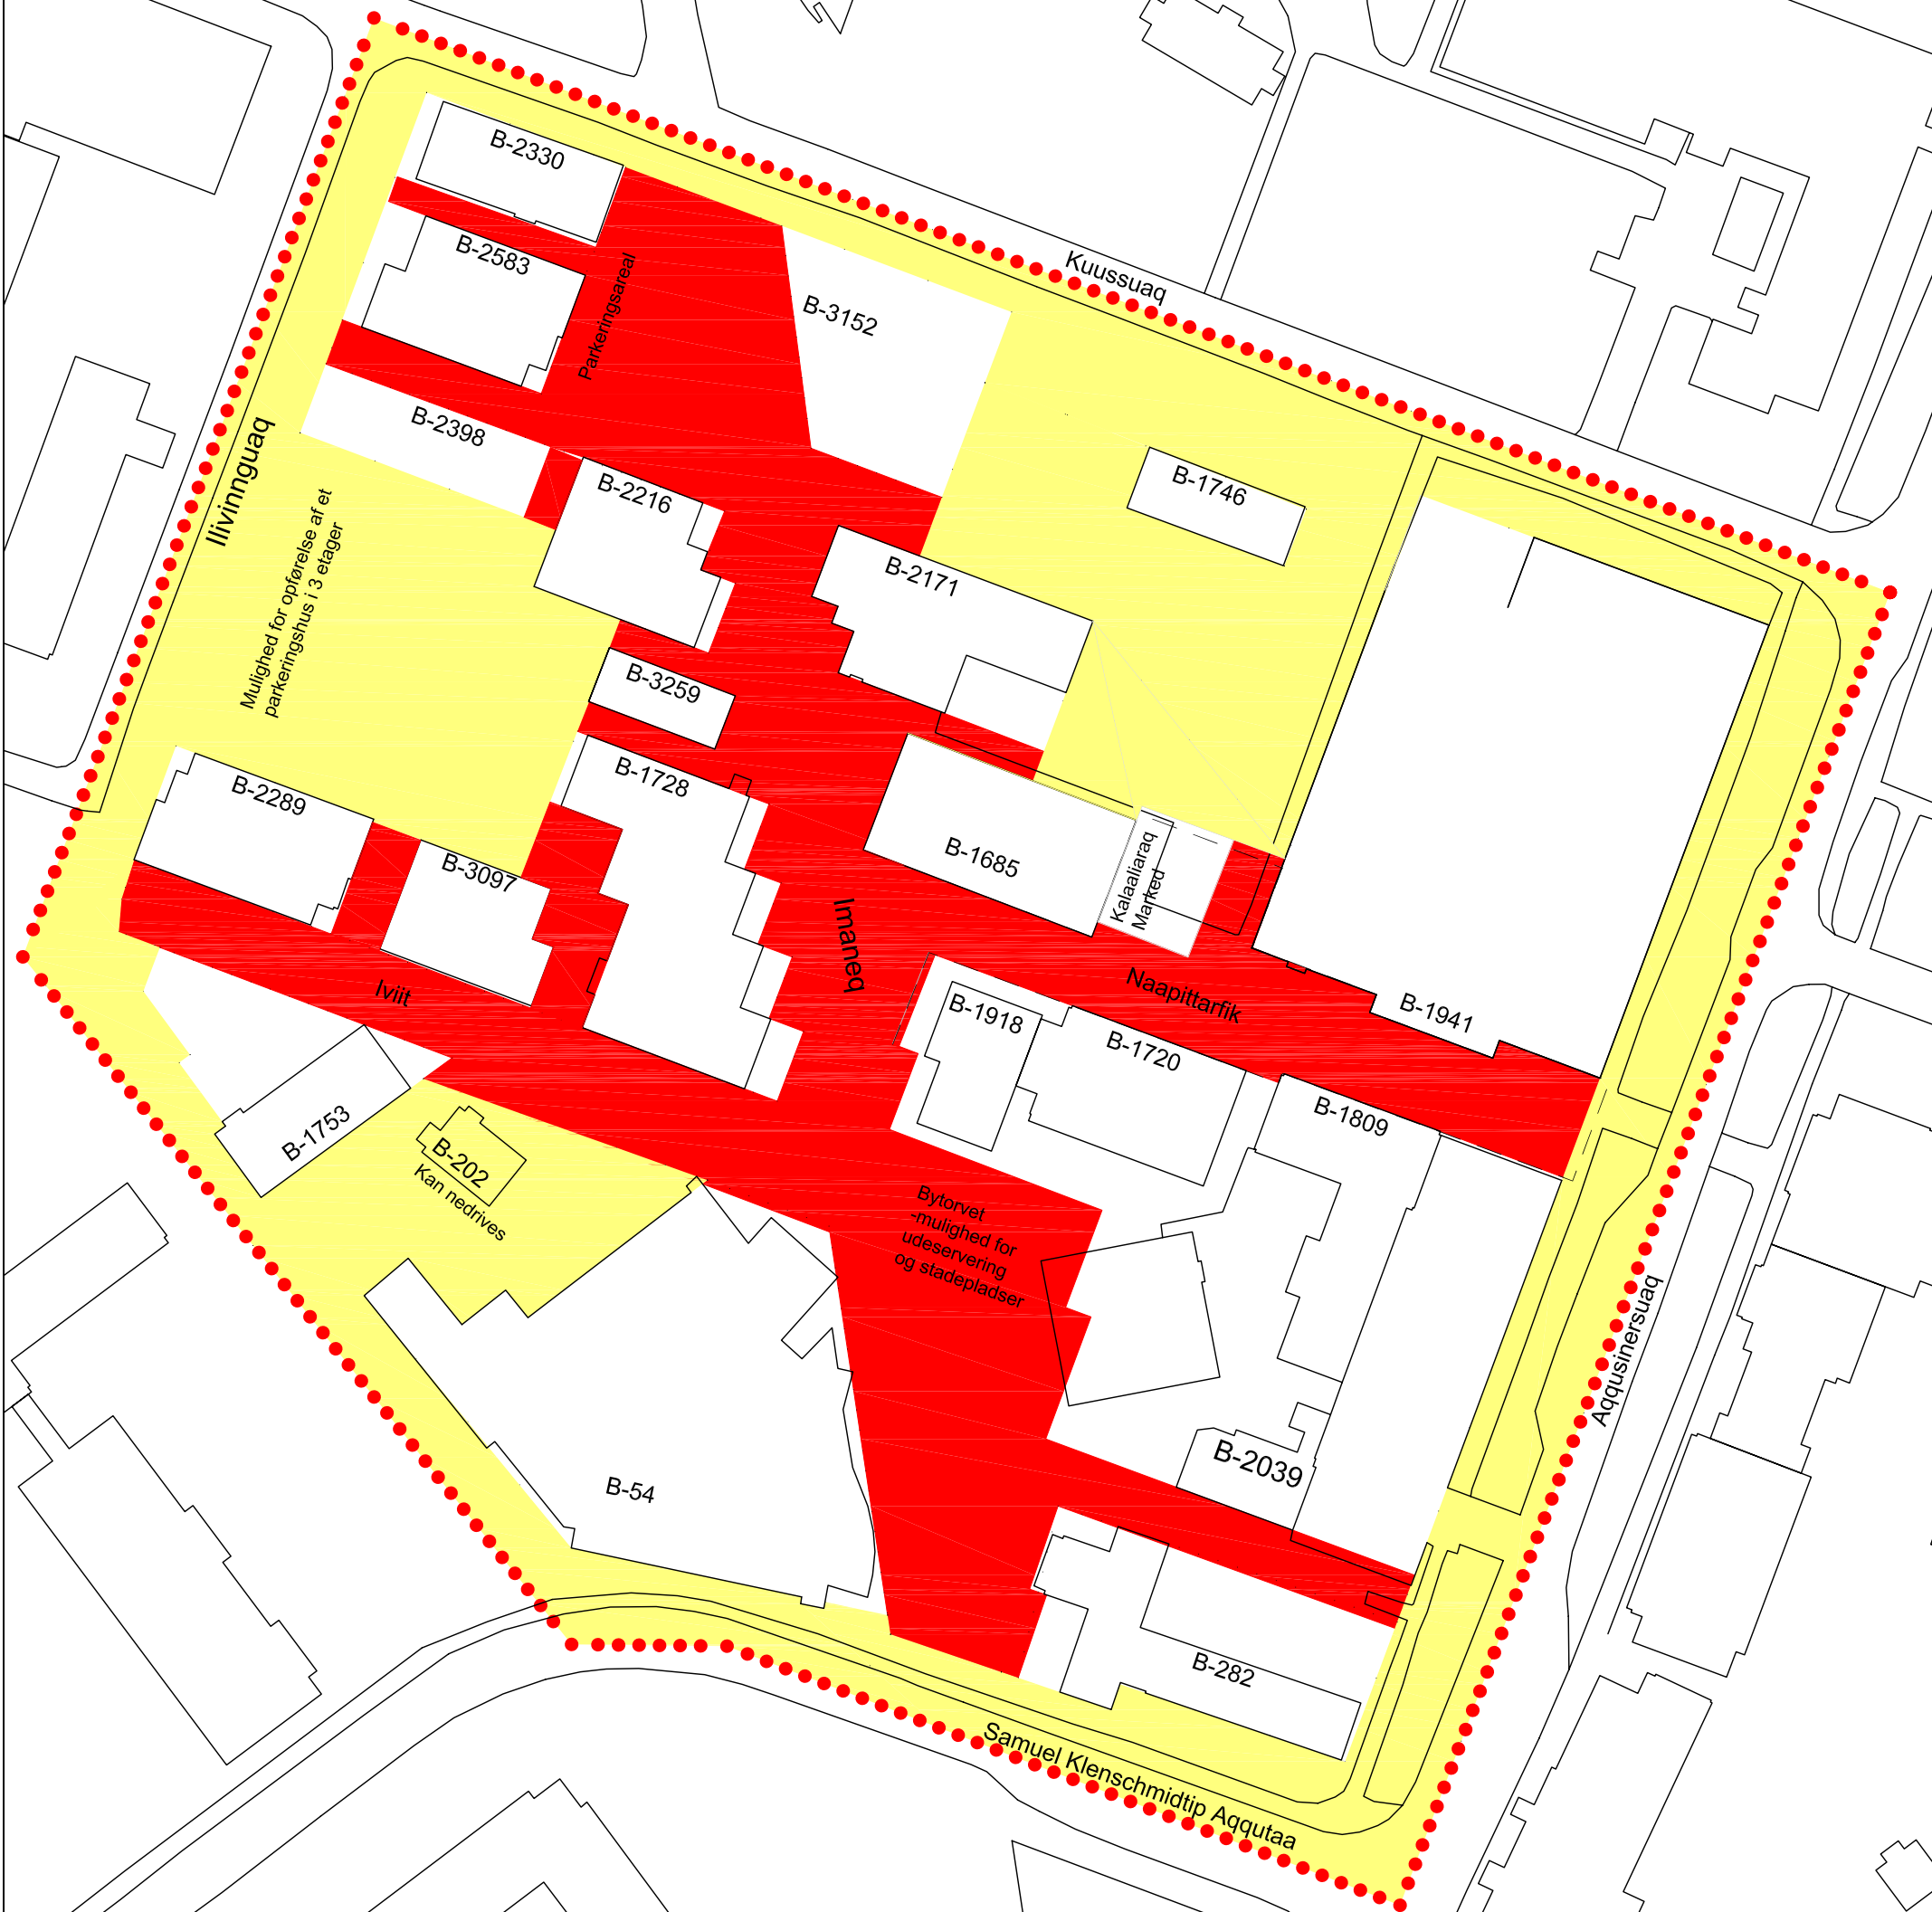 B-2330
B-2583
Parkeringsareal
Kuussuaq
B-3152
B-2398
Ilivinnguaq
B-2216
B-1746
Mulighed for opførelse af et
parkeringshus i 3 etager
B-2171
B-3259
B-2289
B-1728
B-3097
B-1685
Kalaaliaraq
Marked
Imaneq
Iviit
Naapittarfik
B-1918
B-1941
B-1720
B-1753
B-1809
B-202
Kan nedrives
Bytorvet
-mulighed for
udeservering
og stadepladser
Aqqusinersuaq
B-2039
B-54
B-282
Samuel Klenschmidtip Aqqutaa